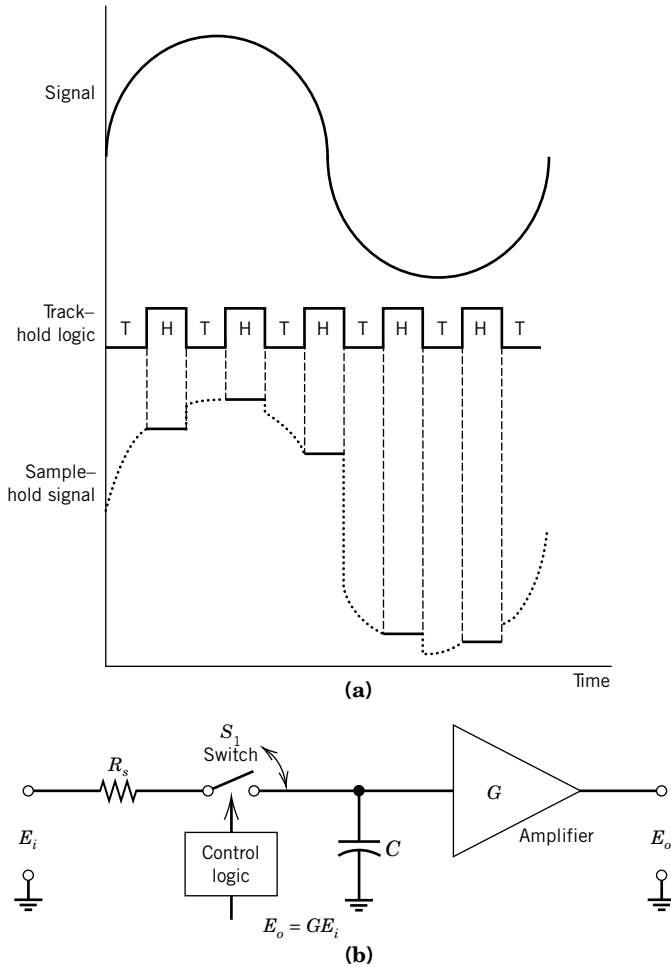 Signal
Track–
hold logic
T H T H T H T H T H T
Sample–
hold signal
Time
(a)
S1
Switch
Rs
G
Ei
Control
logic
C
Amplifier
Eo
Eo = GEi
(b)